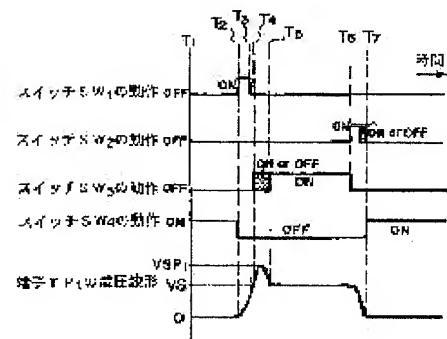 T₁ T₂ T₃ T₄ T₅ T₆ T₇
時間
スイッチSW₁の動作 OFF ON
スイッチSW₂の動作 OFF ON ON or OFF
スイッチSW₃の動作 OFF ON or OFF ON
スイッチSW₄の動作 ON OFF ON
VSP₁
端子TP₁の電圧波形 VS
0